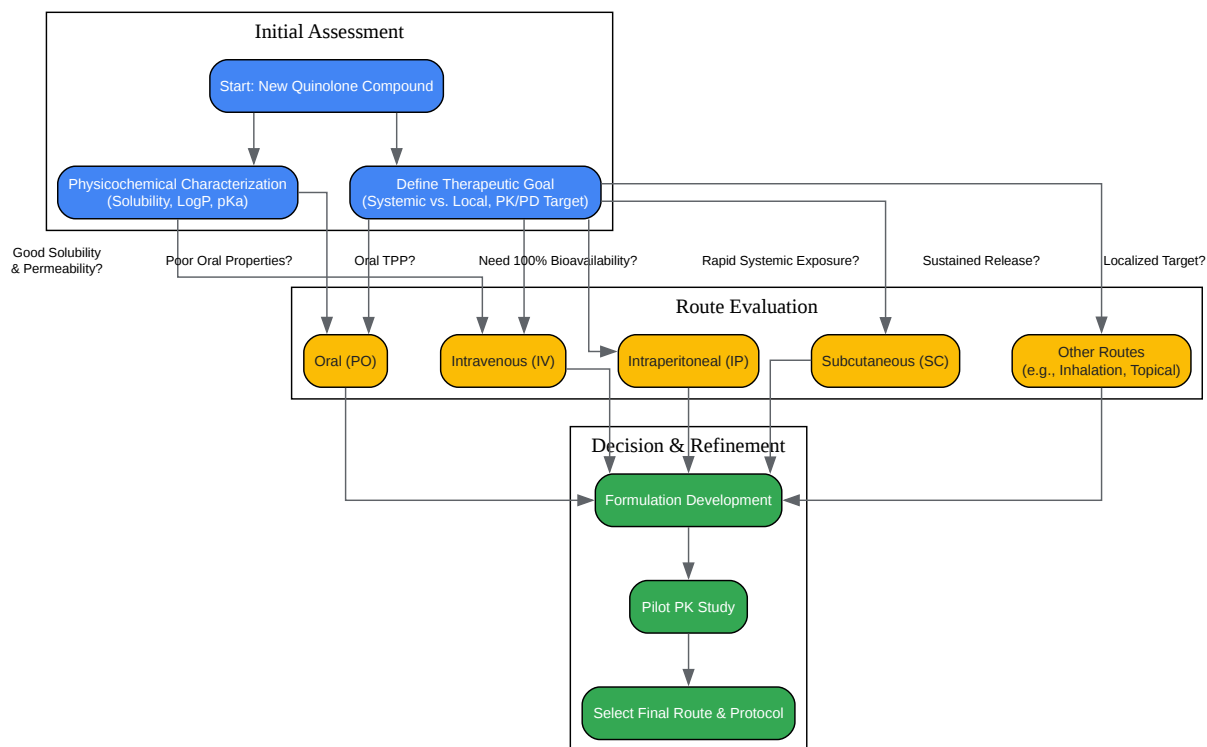 Initial Assessment
Start: New Quinolone Compound
Physicochemical Characterization
(Solubility, LogP, pKa)
Define Therapeutic Goal
(Systemic vs. Local, PK/PD Target)
Good Solubility
& Permeability?
Poor Oral Properties?
Oral TPP?
Need 100% Bioavailability?
Rapid Systemic Exposure?
Sustained Release?
Localized Target?
Route Evaluation
Oral (PO)
Intravenous (IV)
Intraperitoneal (IP)
Subcutaneous (SC)
Other Routes
(e.g., Inhalation, Topical)
Decision & Refinement
Formulation Development
Pilot PK Study
Select Final Route & Protocol